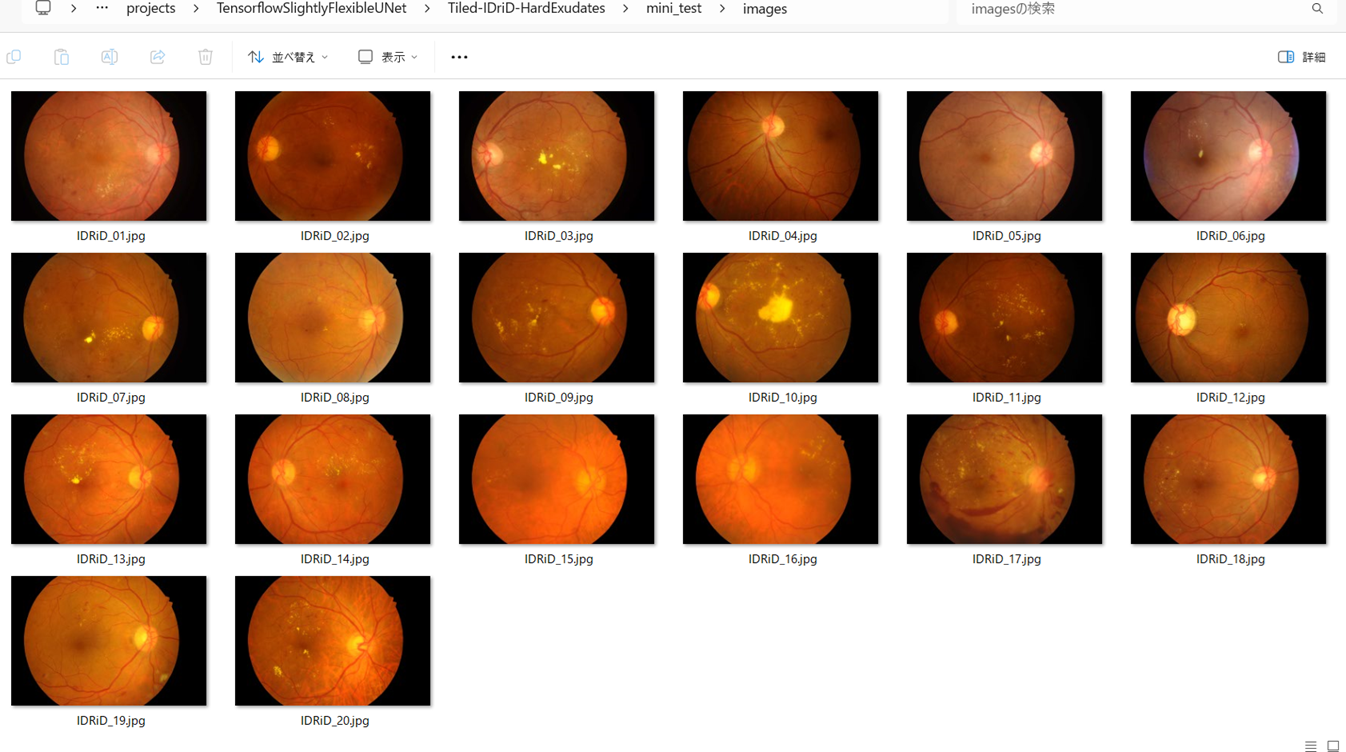 … projects TensorflowSlightlyFlexibleUNet Tiled-IDriD-HardExudates mini_test images imagesの検索
並べ替え 表示 ••• 詳細
IDRiD_01.jpg IDRiD_02.jpg IDRiD_03.jpg IDRiD_04.jpg IDRiD_05.jpg IDRiD_06.jpg
IDRiD_07.jpg IDRiD_08.jpg IDRiD_09.jpg IDRiD_10.jpg IDRiD_11.jpg IDRiD_12.jpg
IDRiD_13.jpg IDRiD_14.jpg IDRiD_15.jpg IDRiD_16.jpg IDRiD_17.jpg IDRiD_18.jpg
IDRiD_19.jpg IDRiD_20.jpg